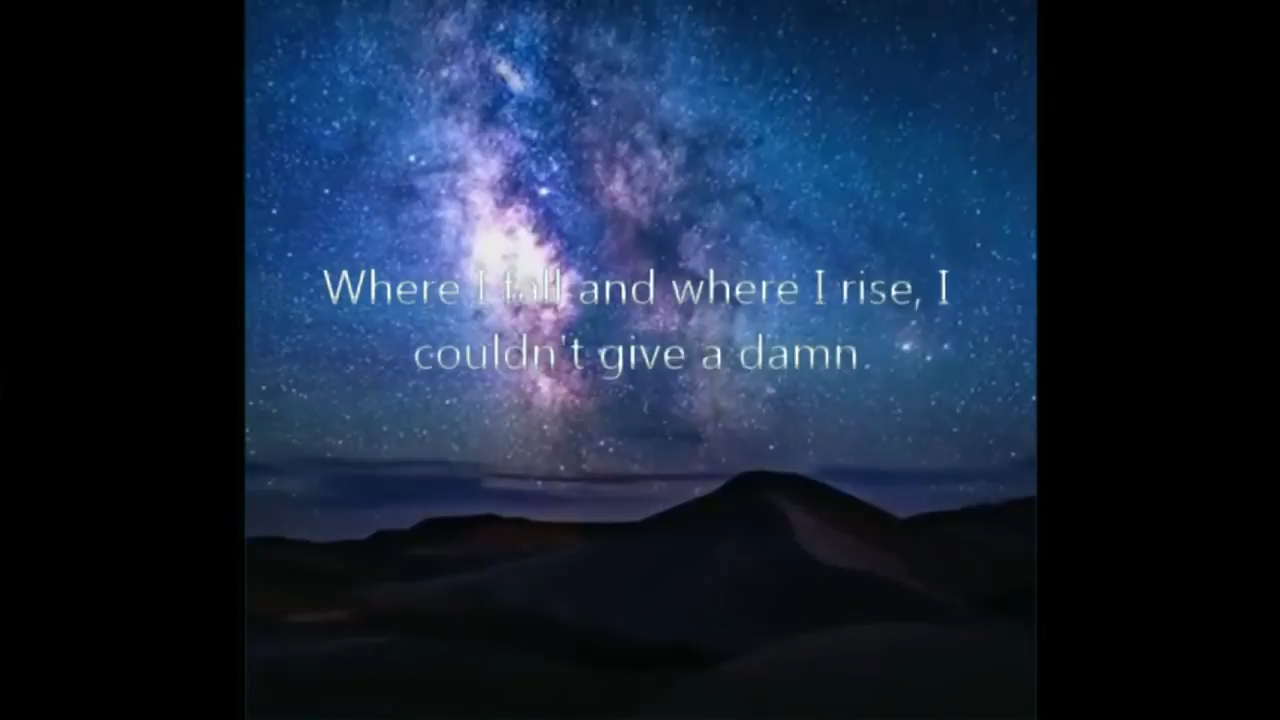 Where I fall and where I rise, I
couldn't give a damn.